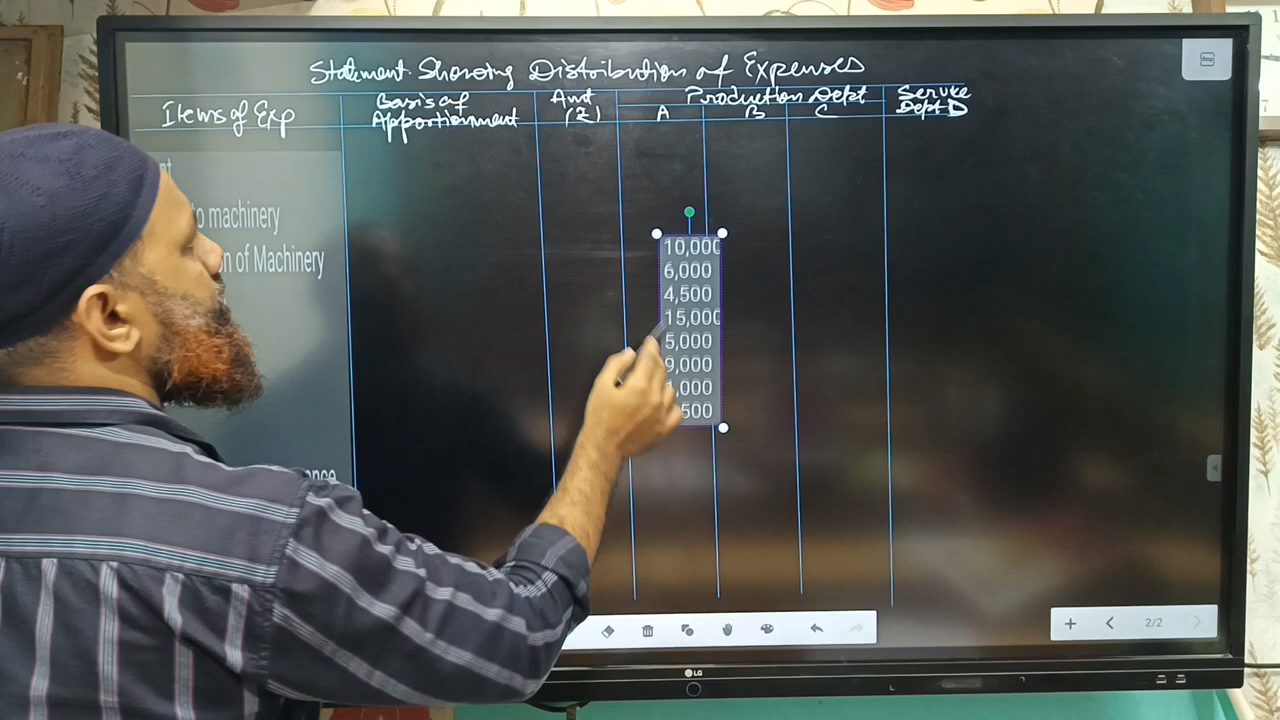 Statement Showing Distribution of Expenses
Items of Exp
Basis of Apportionment
Amt (₹)
Production Dept
A
B
C
Service Dept D
to machinery
of Machinery
10,000
6,000
4,500
15,000
5,000
9,000
,000
500
2/2
LG